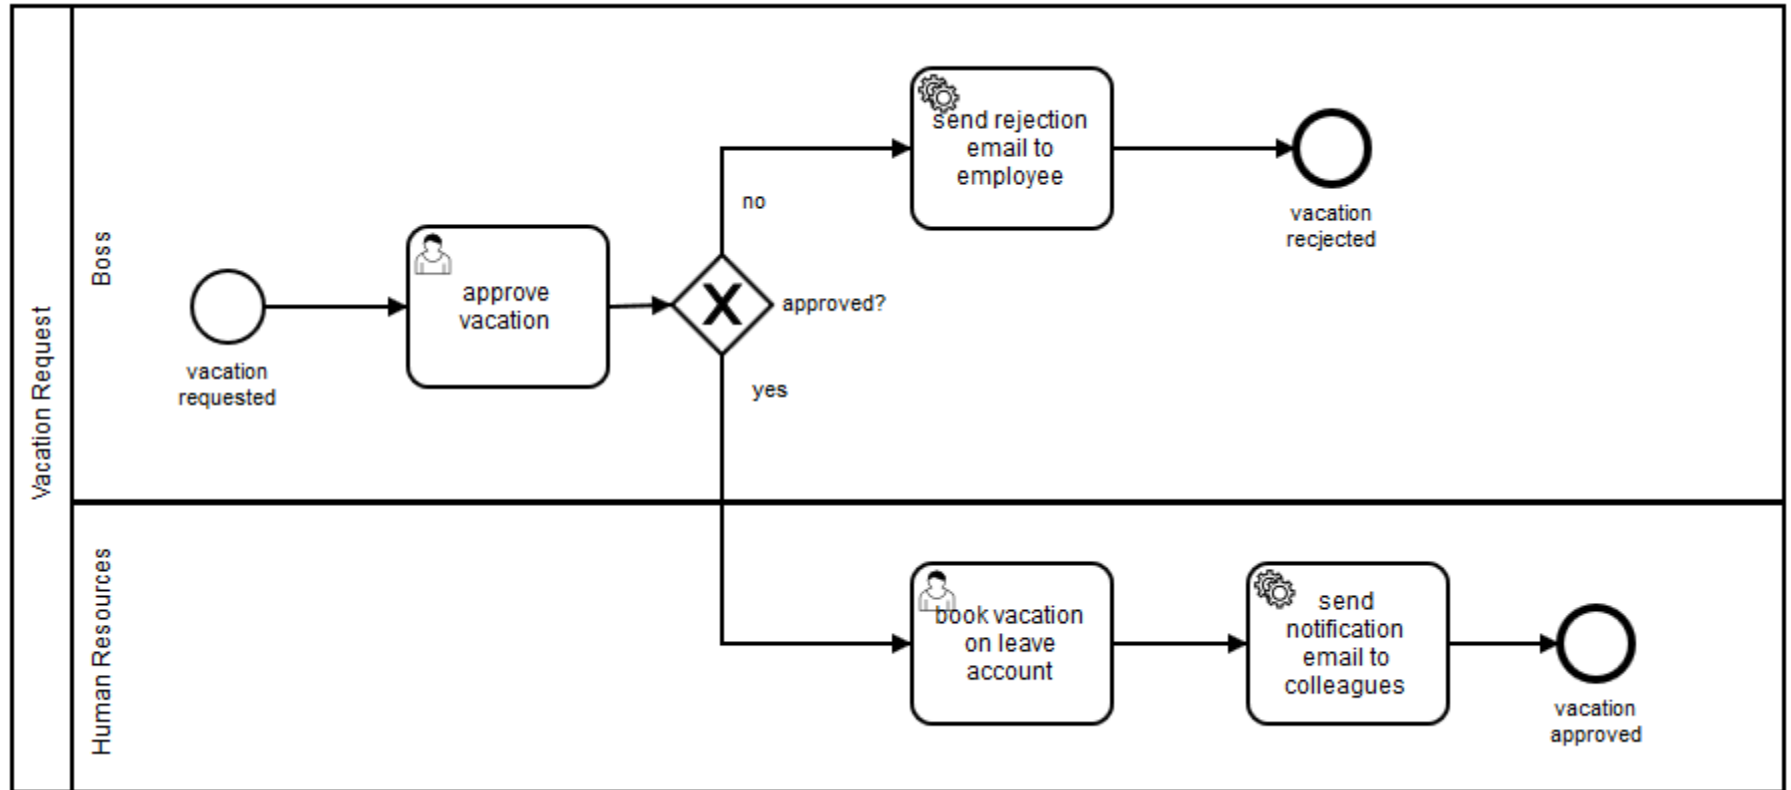 Vacation Request
Boss
vacation
requested
approve
vacation
approved?
no
yes
send rejection
email to
employee
vacation
recjected
Human Resources
book vacation
on leave
account
send
notification
email to
colleagues
vacation
approved